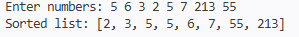 Enter numbers: 5 6 3 2 5 7 213 55
Sorted list: [2, 3, 5, 5, 6, 7, 55, 213]